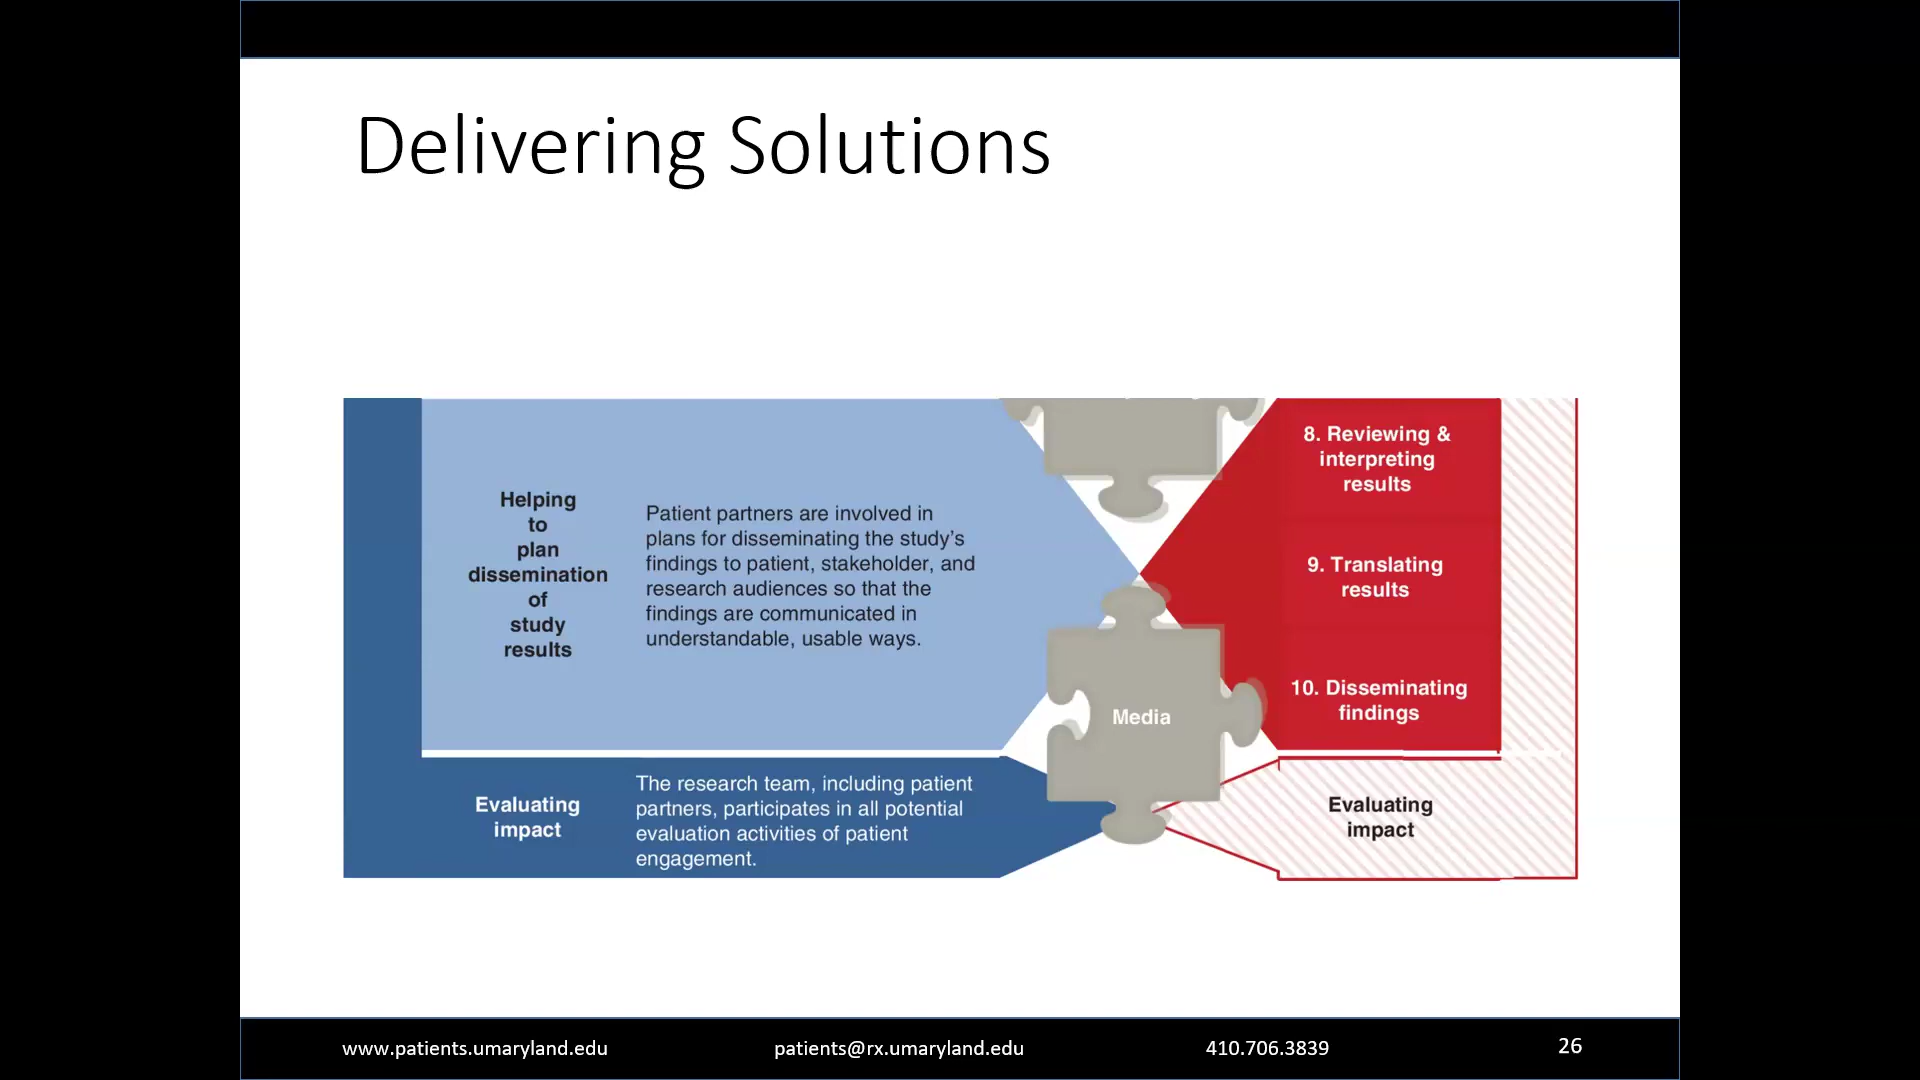 Delivering Solutions
Helping
to
plan
dissemination
of
study
results
Patient partners are involved in
plans for disseminating the study’s
findings to patient, stakeholder, and
research audiences so that the
findings are communicated in
understandable, usable ways.
8. Reviewing &
interpreting
results
9. Translating
results
10. Disseminating
findings
Media
Evaluating
impact
The research team, including patient
partners, participates in all potential
evaluation activities of patient
engagement.
Evaluating
impact
www.patients.umaryland.edu
patients@rx.umaryland.edu
410.706.3839
26